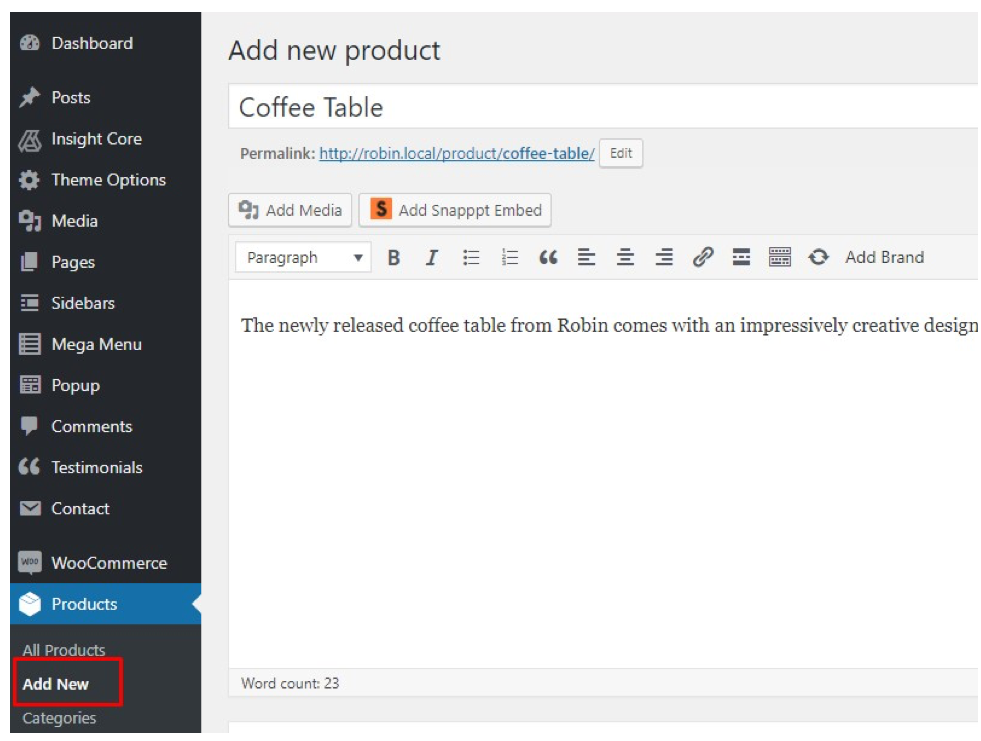 Dashboard
Posts
Insight Core
Theme Options
Media
Pages
Sidebars
Mega Menu
Popup
Comments
Testimonials
Contact
WOO WooCommerce
Products
All Products
Add New
Categories
Add new product
Coffee Table
Permalink: http://robin.local/product/coffee-table/ Edit
Add Media S Add Snapppt Embed
Paragraph B I Add Brand
The newly released coffee table from Robin comes with an impressively creative design
Word count: 23